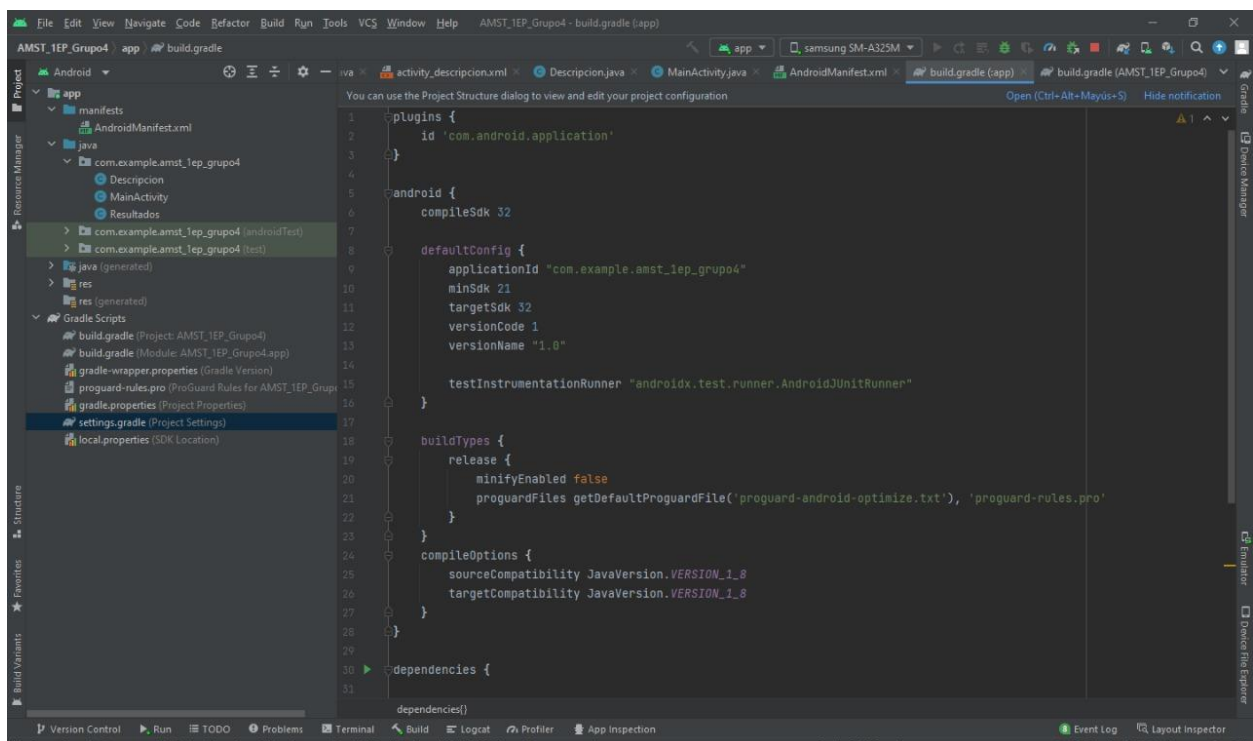 File Edit View Navigate Code Refactor Build Run Tools VCS Window Help AMST_1EP_Grupo4 - build.gradle (:app)
AMST_1EP_Grupo4 app build.gradle
app samsung SM-A325M
Android
iva activity_descripcion.xml Descripcion.java MainActivity.java AndroidManifest.xml build.gradle (:app) build.gradle (AMST_1EP_Grupo4)
You can use the Project Structure dialog to view and edit your project configuration Open (Ctrl+Alt+Mayús+S) Hide notification
Project
Resource Manager
Structure
Favorites
Build Variants
app
manifests
AndroidManifest.xml
java
com.example.amst_1ep_grupo4
Descripcion
MainActivity
Resultados
com.example.amst_1ep_grupo4 (androidTest)
com.example.amst_1ep_grupo4 (test)
java (generated)
res
res (generated)
Gradle Scripts
build.gradle (Project: AMST_1EP_Grupo4)
build.gradle (Module: AMST_1EP_Grupo4.app)
gradle-wrapper.properties (Gradle Version)
proguard-rules.pro (ProGuard Rules for AMST_1EP_Grupo
gradle.properties (Project Properties)
settings.gradle (Project Settings)
local.properties (SDK Location)
1 plugins {
2 id 'com.android.application'
3 }
4
5 android {
6 compileSdk 32
7
8 defaultConfig {
9 applicationId "com.example.amst_1ep_grupo4"
10 minSdk 21
11 targetSdk 32
12 versionCode 1
13 versionName "1.0"
14
15 testInstrumentationRunner "androidx.test.runner.AndroidJUnitRunner"
16 }
17
18 buildTypes {
19 release {
20 minifyEnabled false
21 proguardFiles getDefaultProguardFile('proguard-android-optimize.txt'), 'proguard-rules.pro'
22 }
23 }
24 compileOptions {
25 sourceCompatibility JavaVersion.VERSION_1_8
26 targetCompatibility JavaVersion.VERSION_1_8
27 }
28 }
29
30 dependencies {
31
dependencies{}
1
Gradle
Device Manager
Emulator
Device File Explorer
Version Control Run TODO Problems Terminal Build Logcat Profiler App Inspection Event Log Layout Inspector